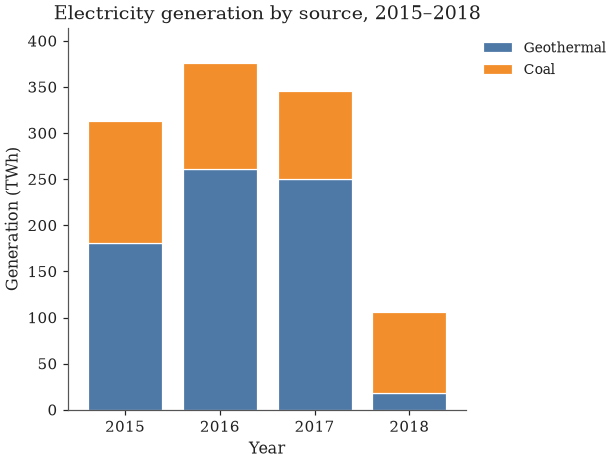 Electricity generation by source, 2015–2018
Geothermal
Coal
Generation (TWh)
400
350
300
250
200
150
100
50
0
2015 2016 2017 2018
Year